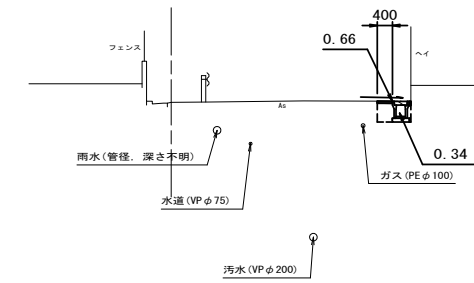 400
0.66
フェンス
ヘイ
As
雨水(管径．深さ不明)
0.34
ガス(PEφ100)
水道(VPφ75)
汚水(VPφ200)